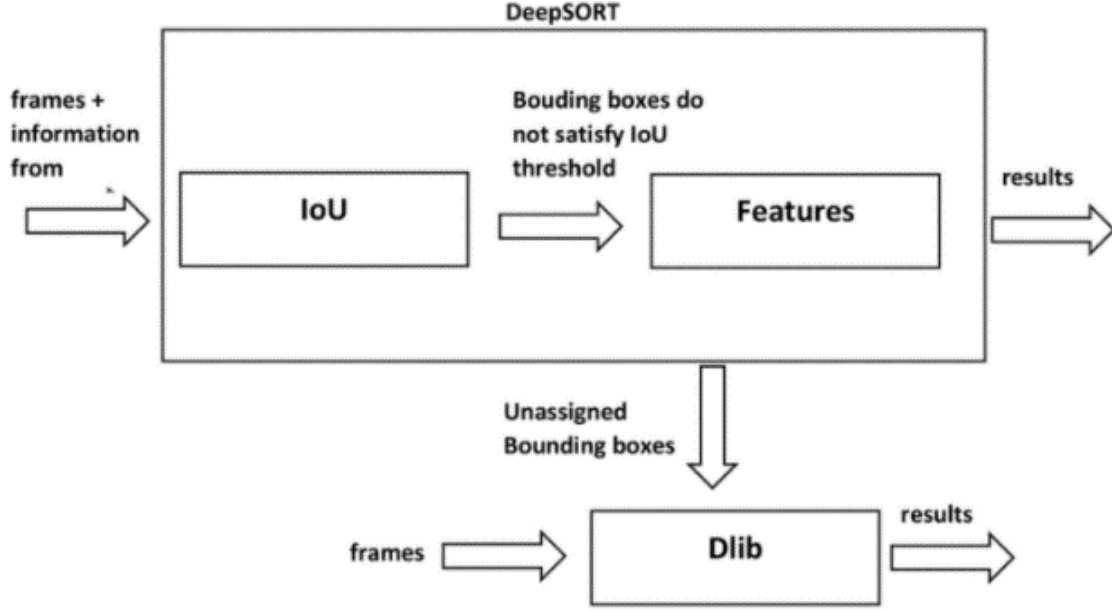 DeepSORT
frames +
information
from
IoU
Bouding boxes do
not satisfy IoU
threshold
Features
results
Unassigned
Bounding boxes
frames
Dlib
results